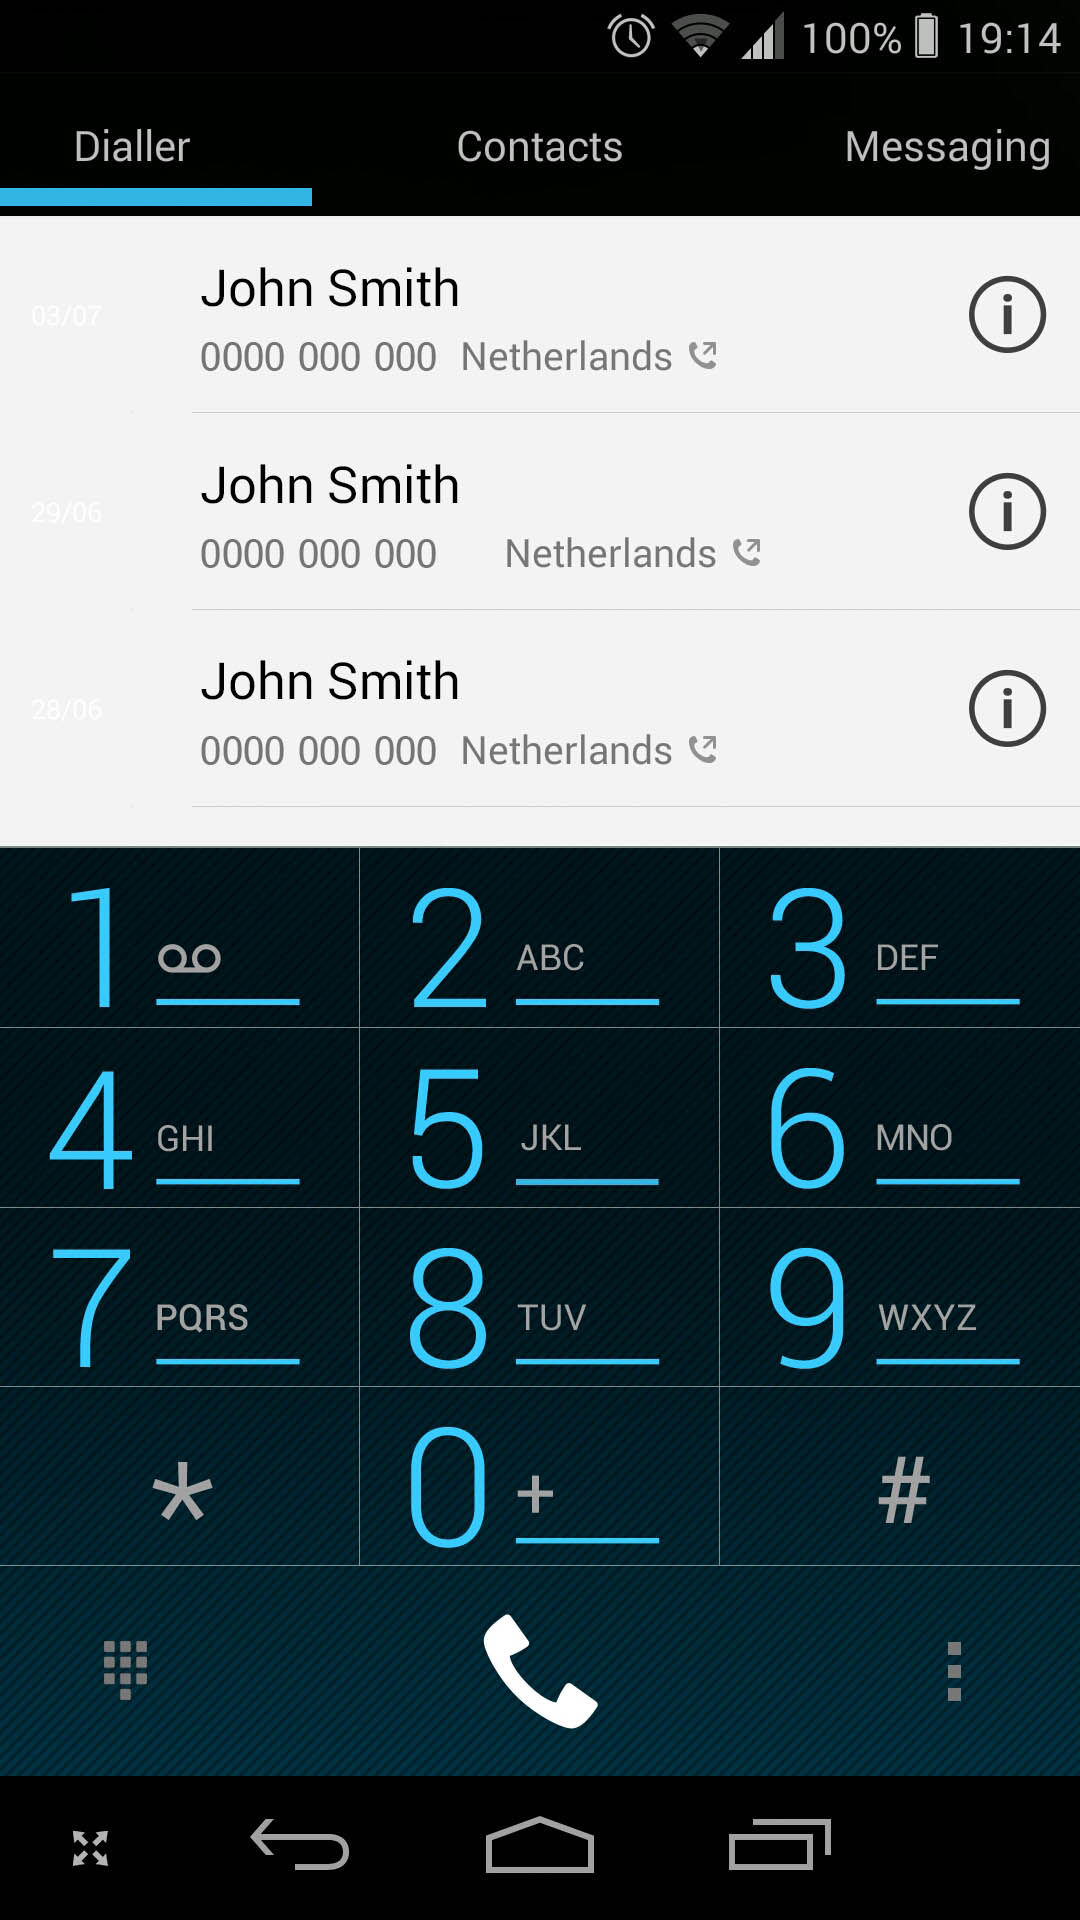 100% 19:14
Dialler Contacts Messaging
John Smith
03/07
0000 000 000 Netherlands
John Smith
29/06
0000 000 000 Netherlands
John Smith
28/06
0000 000 000 Netherlands
1 2 ABC 3 DEF
4 GHI 5 JKL 6 MNO
7 PQRS 8 TUV 9 WXYZ
* 0 + #